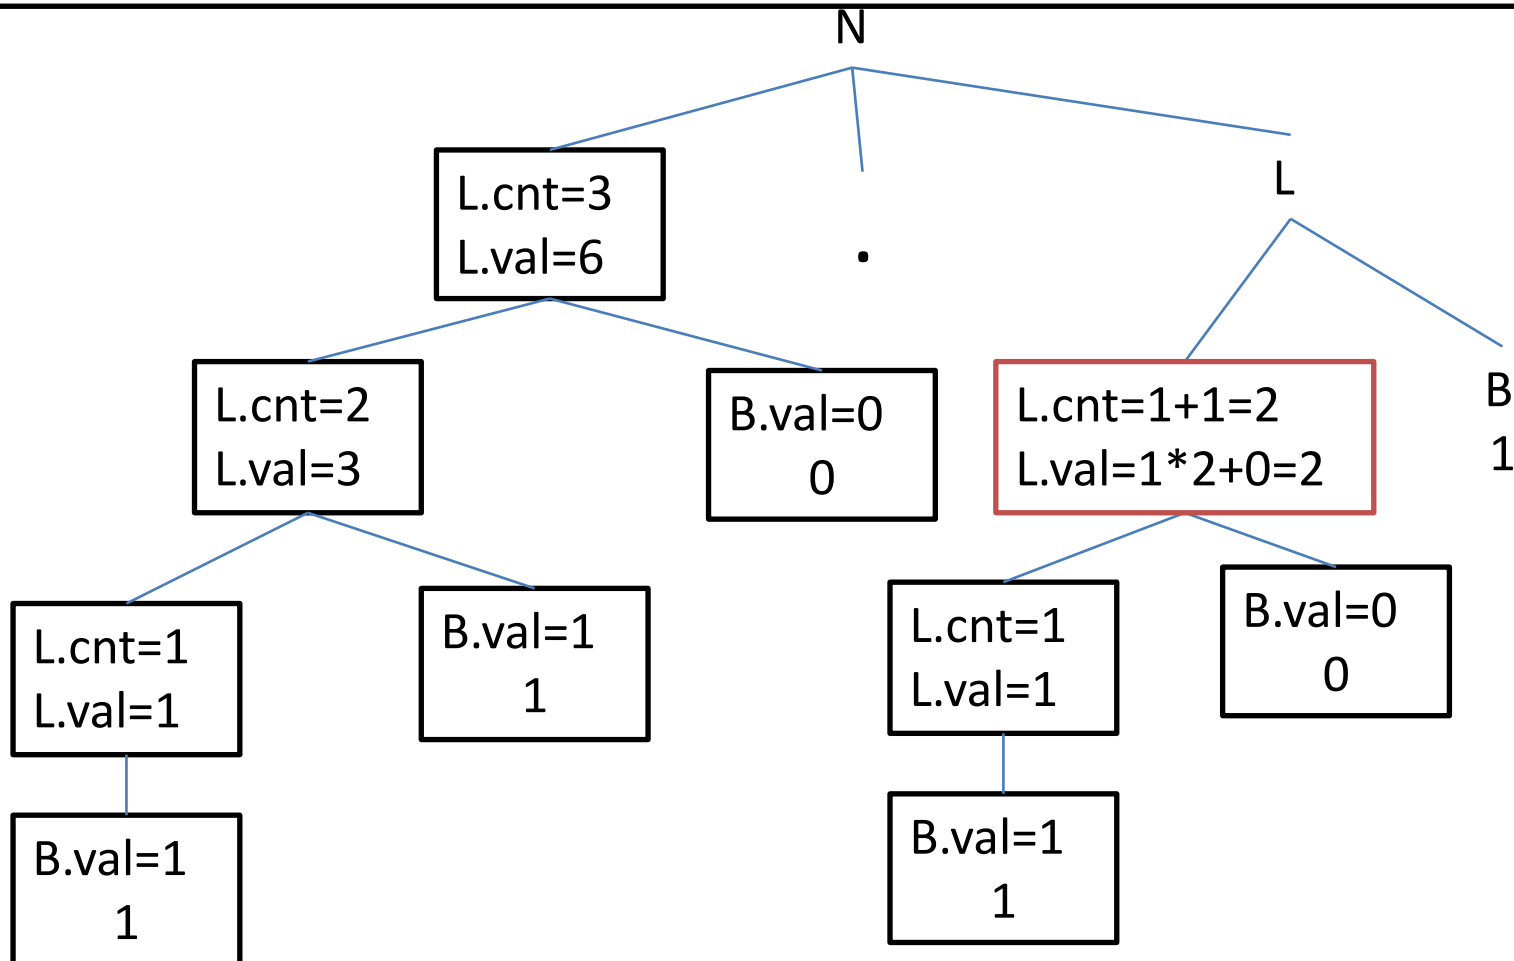 N
L.cnt=3
L.val=6
.
L
L.cnt=2
L.val=3
B.val=0
0
L.cnt=1+1=2
L.val=1*2+0=2
B
1
L.cnt=1
L.val=1
B.val=1
1
L.cnt=1
L.val=1
B.val=0
0
B.val=1
1
B.val=1
1